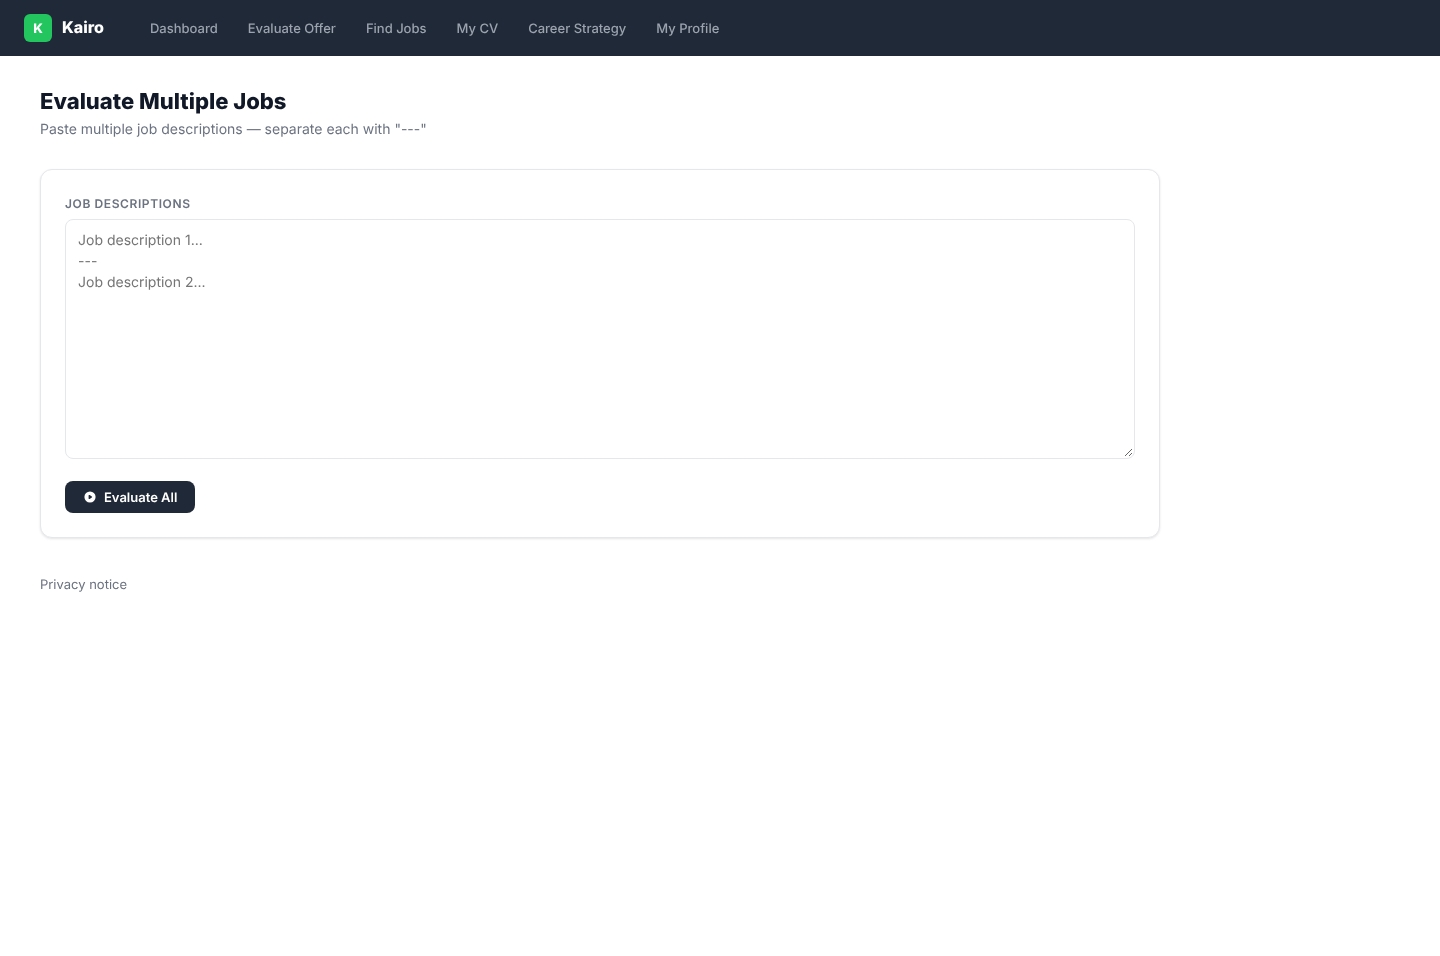 K Kairo Dashboard Evaluate Offer Find Jobs My CV Career Strategy My Profile
Evaluate Multiple Jobs
Paste multiple job descriptions — separate each with "---"
JOB DESCRIPTIONS
Job description 1...
---
Job description 2...
Evaluate All
Privacy notice